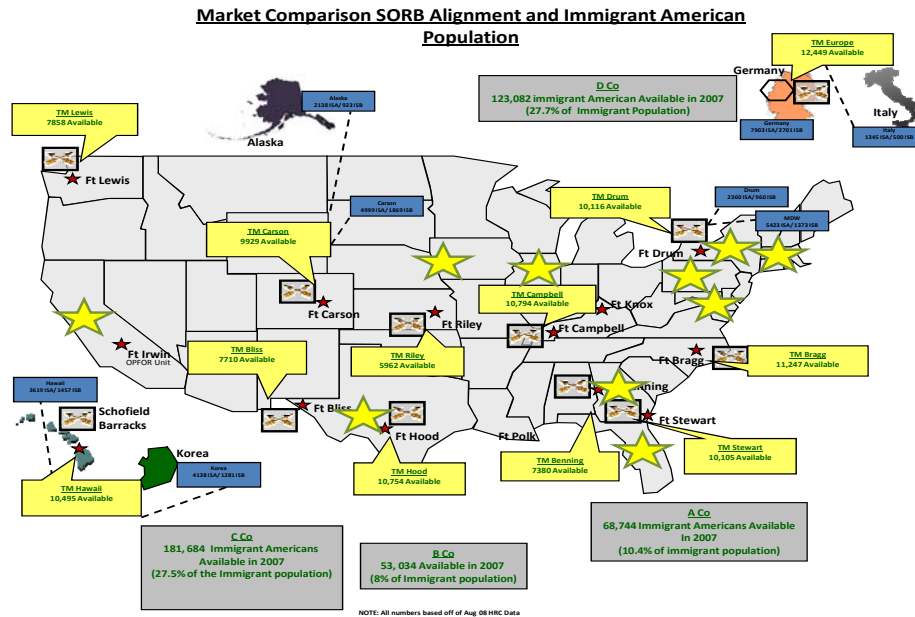 Market Comparison SORB Alignment and Immigrant American
Population
TM Europe
12,449 Available
Germany
D Co
123,082 immigrant American Available in 2007
(27.7% of Immigrant Population)
Italy
Germany
7903 ISA/2701 ISB
Italy
1345 ISA/500 ISB
Alaska
2138 ISA/923 ISB
Alaska
TM Lewis
7858 Available
Ft Lewis
Carson
4999 ISA/1869 ISB
TM Carson
9929 Available
Ft Carson
TM Drum
10,116 Available
Drum
2360 ISA/960 ISB
MDW
5423 ISA/1373 ISB
Ft Drum
TM Campbell
10,794 Available
Ft Knox
Ft Campbell
Ft Riley
TM Riley
5962 Available
Ft Irwin
OPFOR Unit
TM Bliss
7710 Available
Ft Bliss
Ft Bragg
TM Bragg
11,247 Available
Hawaii
3619 ISA/1457 ISB
Schofield
Barracks
TM Hawaii
10,495 Available
Korea
Korea
4138 ISA/1281 ISB
Ft Hood
TM Hood
10,754 Available
Ft Polk
nning
TM Benning
7380 Available
Ft Stewart
TM Stewart
10,105 Available
C Co
181, 684 Immigrant Americans
Available in 2007
(27.5% of the Immigrant population)
B Co
53, 034 Available in 2007
(8% of Immigrant population)
A Co
68,744 Immigrant Americans Available
In 2007
(10.4% of immigrant population)
NOTE: All numbers based off of Aug 08 HRC Data